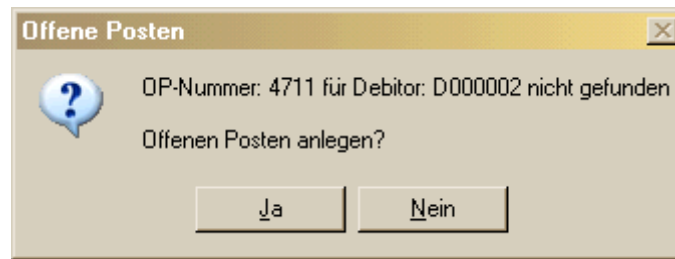 Offene Posten
OP-Nummer: 4711 für Debitor: D000002 nicht gefunden
Offenen Posten anlegen?
Ja
Nein